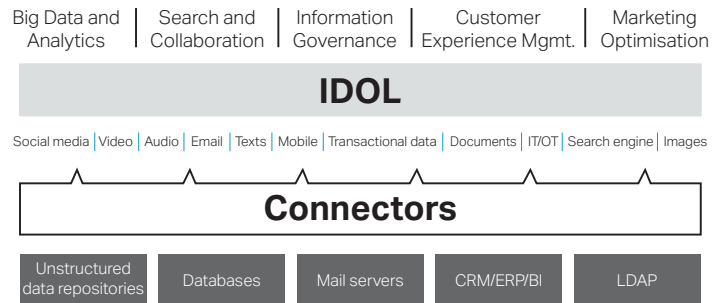 Big Data and Analytics
Search and Collaboration
Information Governance
Customer Experience Mgmt.
Marketing Optimisation
IDOL
Social media | Video | Audio | Email | Texts | Mobile | Transactional data | Documents | IT/OT | Search engine | Images
Connectors
Unstructured data repositories
Databases
Mail servers
CRM/ERP/BI
LDAP